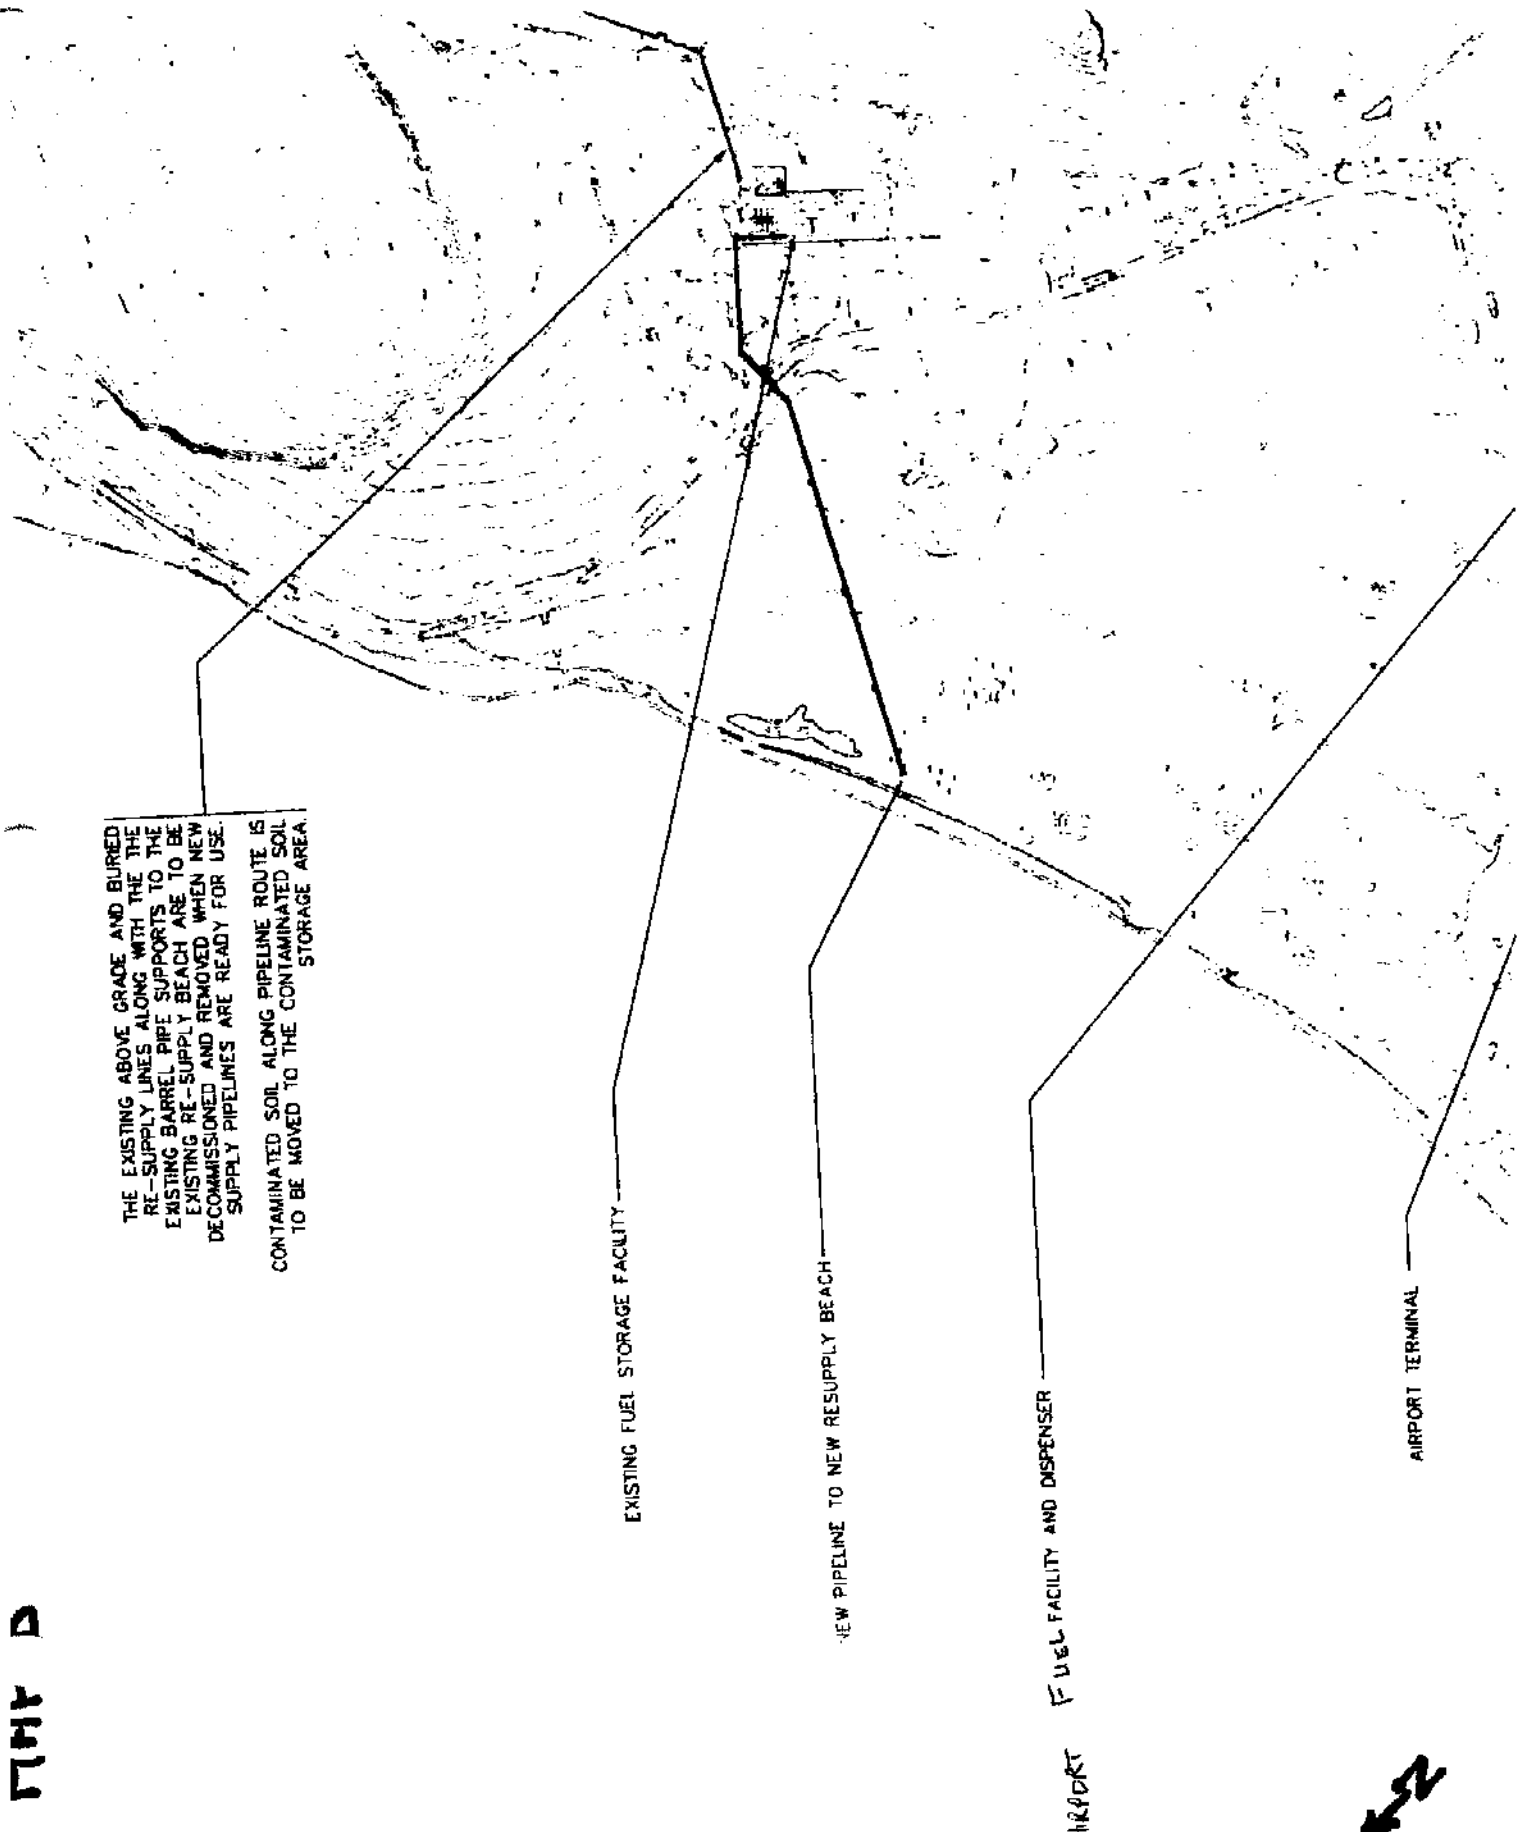 THE EXISTING ABOVE GRADE AND BURIED
RE-SUPPLY LINES ALONG WITH THE THE
EXISTING BARREL PIPE SUPPORTS TO THE
EXISTING RE-SUPPLY BEACH ARE TO BE
DECOMMISSIONED AND REMOVED WHEN NEW
SUPPLY PIPELINES ARE READY FOR USE.
CONTAMINATED SOIL ALONG PIPELINE ROUTE IS
TO BE MOVED TO THE CONTAMINATED SOIL
STORAGE AREA.
EXISTING FUEL STORAGE FACILITY
NEW PIPELINE TO NEW RESUPPLY BEACH
AIRPORT FUEL FACILITY AND DISPENSER
AIRPORT TERMINAL
N